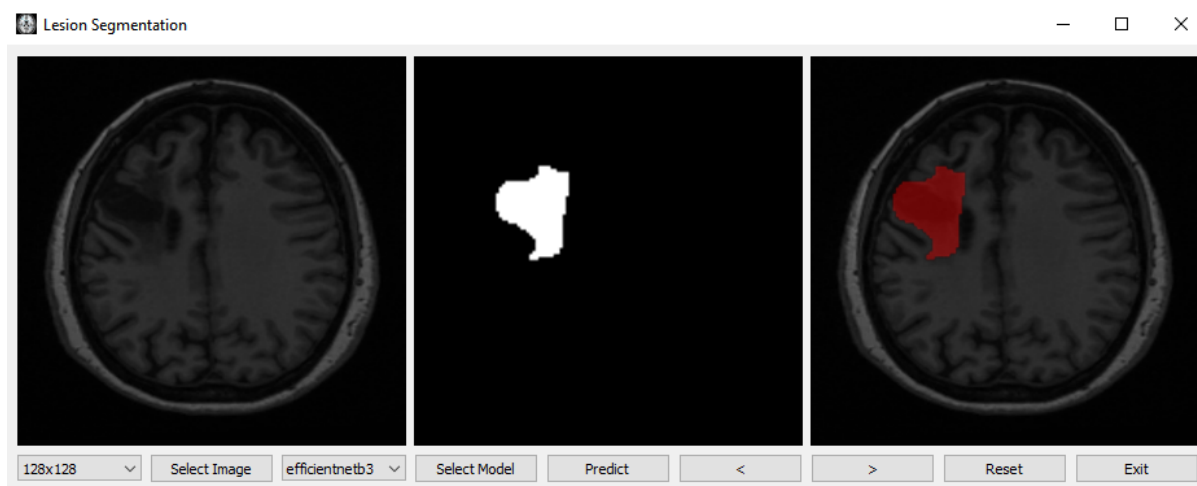 Lesion Segmentation
128x128 Select Image efficientnetb3 Select Model Predict < > Reset Exit